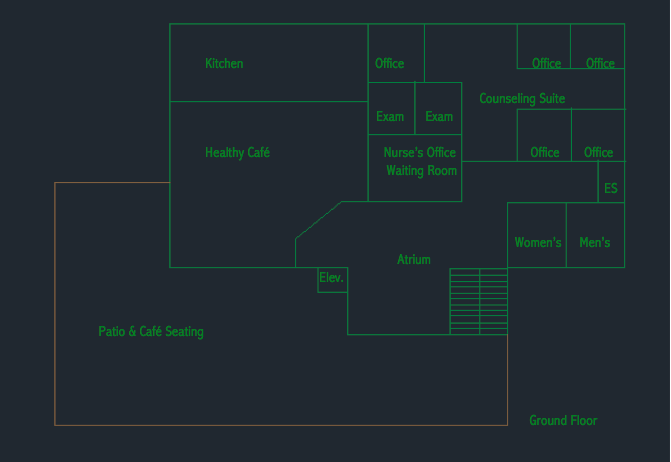 Kitchen
Office
Office
Office
Counseling Suite
Exam
Exam
Healthy Café
Nurse's Office
Waiting Room
Office
Office
ES
Women's
Men's
Atrium
Elev.
Patio & Café Seating
Ground Floor